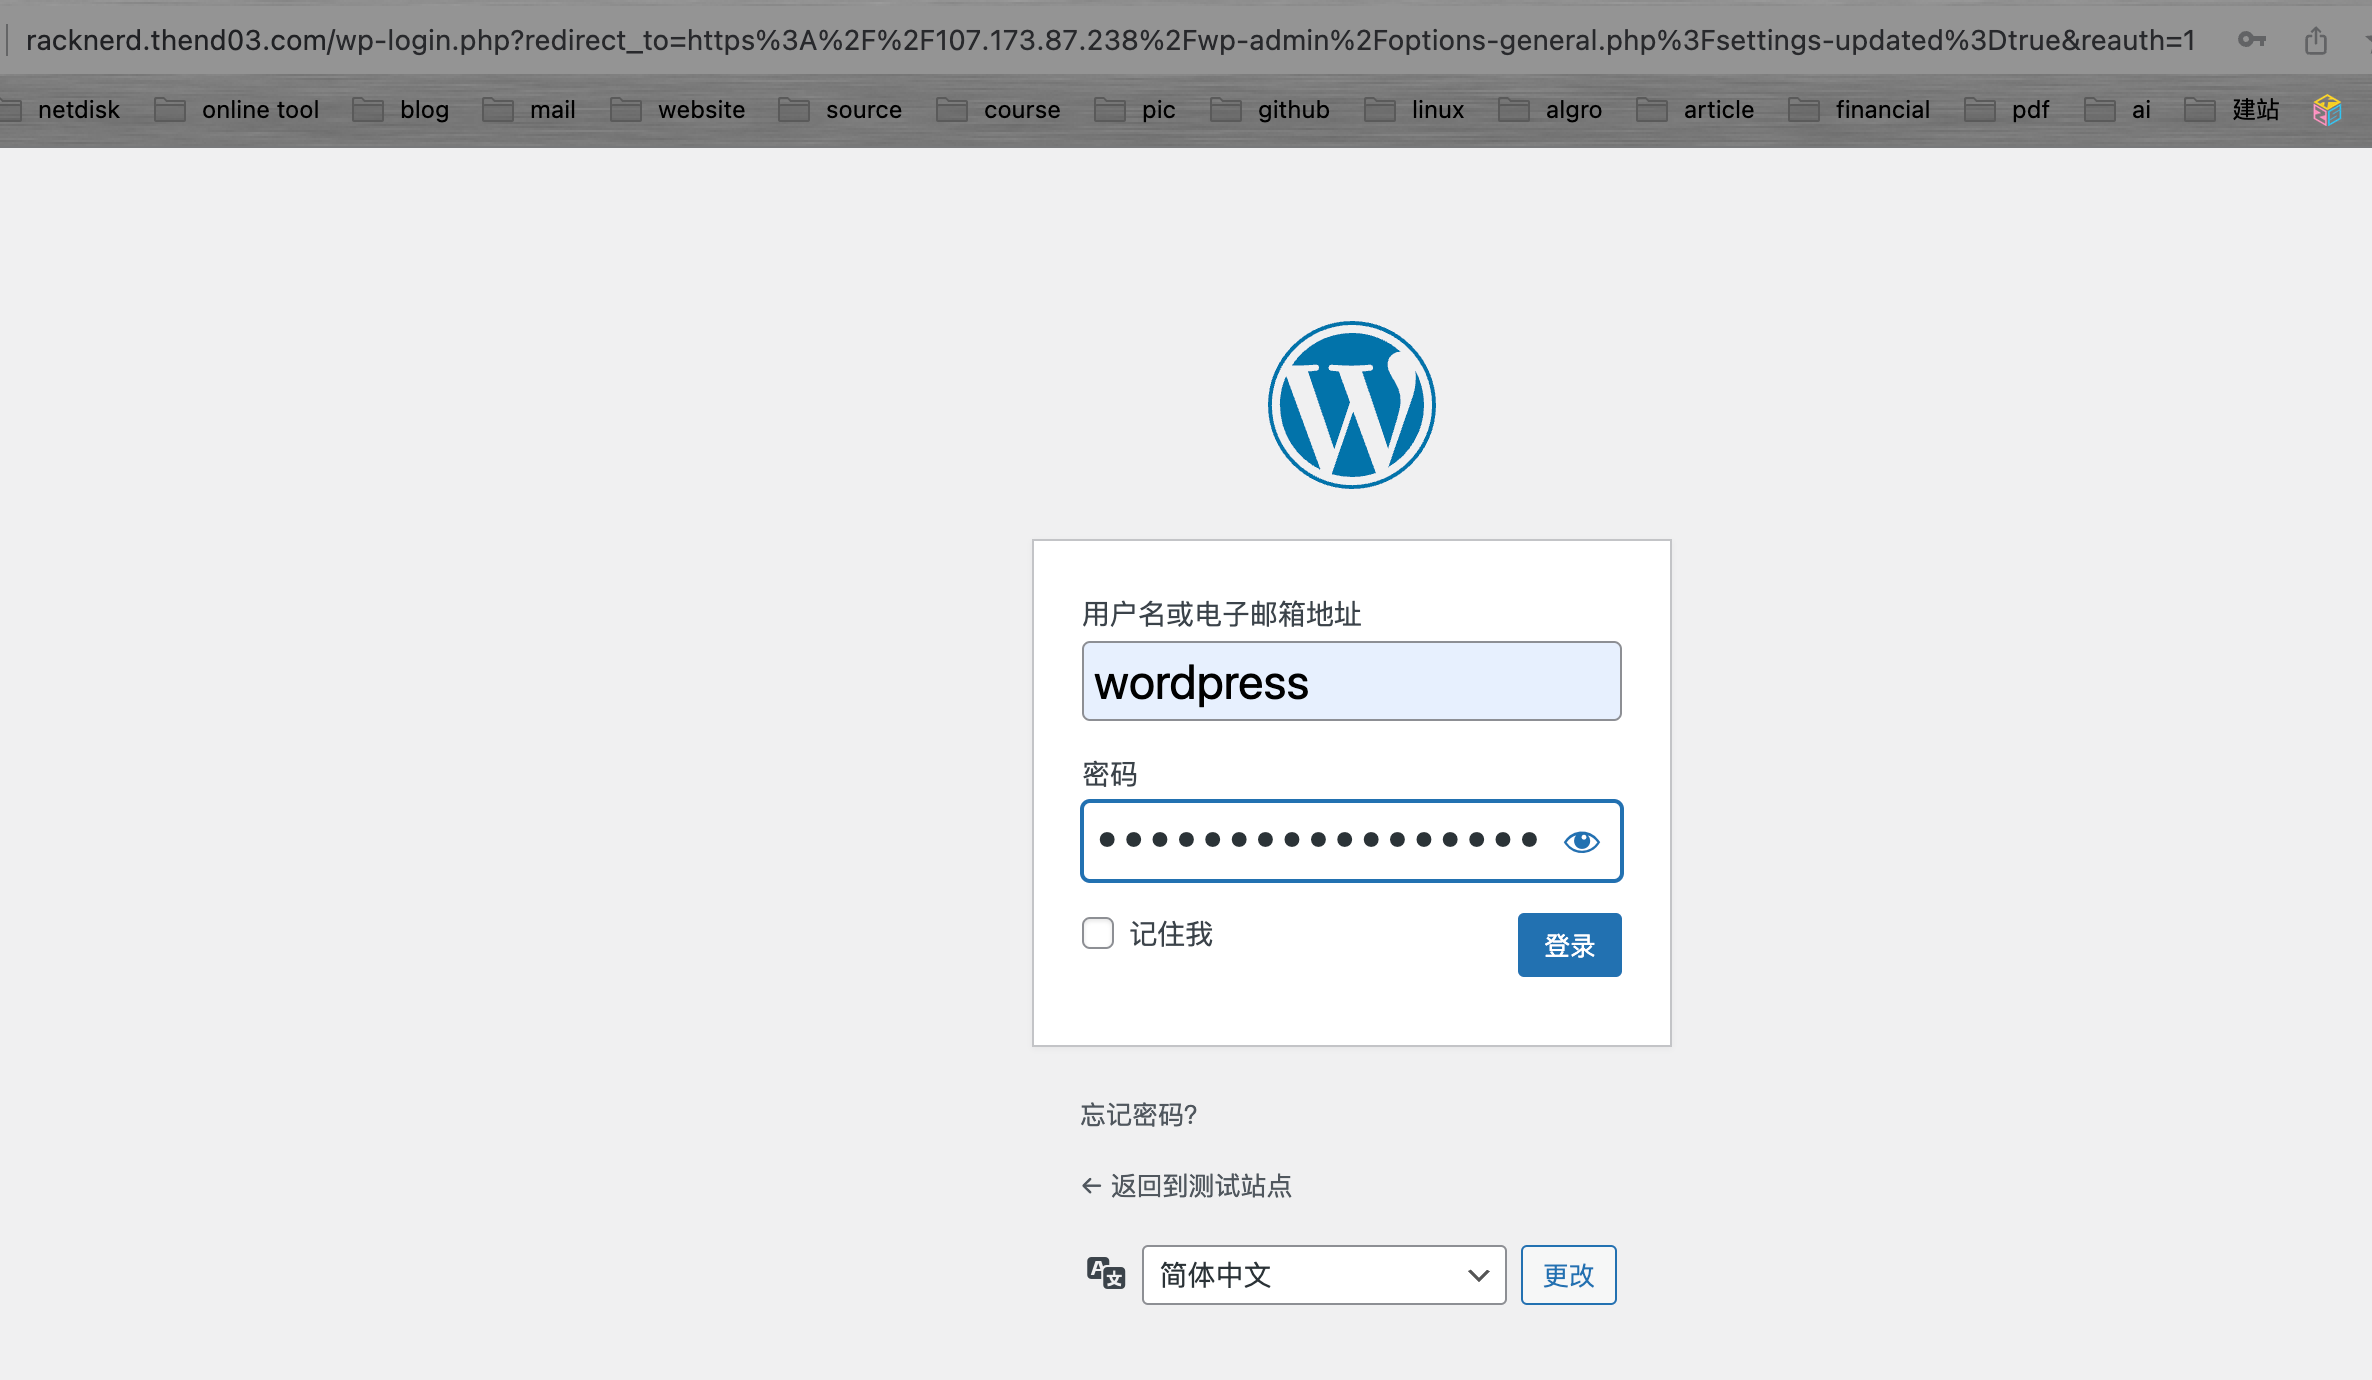 racknerd.thend03.com/wp-login.php?redirect_to=https%3A%2F%2F107.173.87.238%2Fwp-admin%2Foptions-general.php%3Fsettings-updated%3Dtrue&reauth=1
netdisk online tool blog mail website source course pic github linux algro article financial pdf ai 建站
用户名或电子邮箱地址
wordpress
密码
记住我 登录
忘记密码?
← 返回到测试站点
简体中文 更改